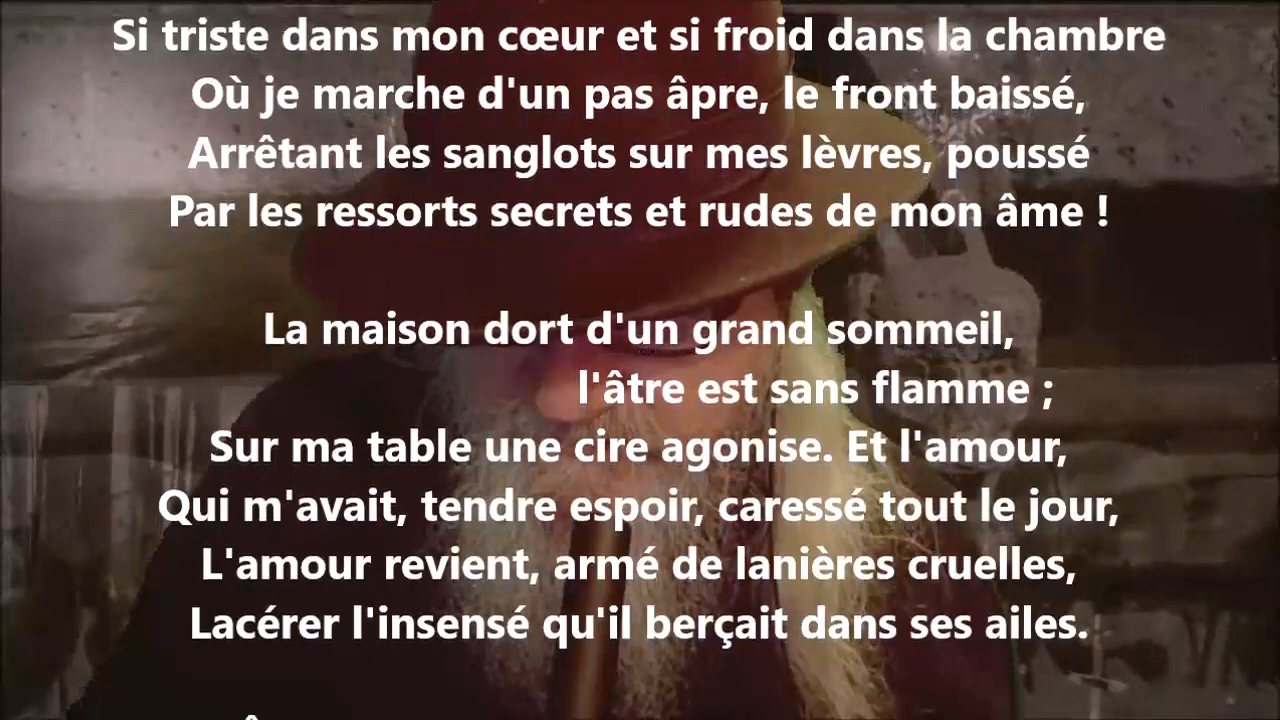 Si triste dans mon cœur et si froid dans la chambre
Où je marche d'un pas âpre, le front baissé,
Arrêtant les sanglots sur mes lèvres, poussé
Par les ressorts secrets et rudes de mon âme !
La maison dort d'un grand sommeil,
l'âtre est sans flamme ;
Sur ma table une cire agonise. Et l'amour,
Qui m'avait, tendre espoir, caressé tout le jour,
L'amour revient, armé de lanières cruelles,
Lacérer l'insensé qu'il berçait dans ses ailes.